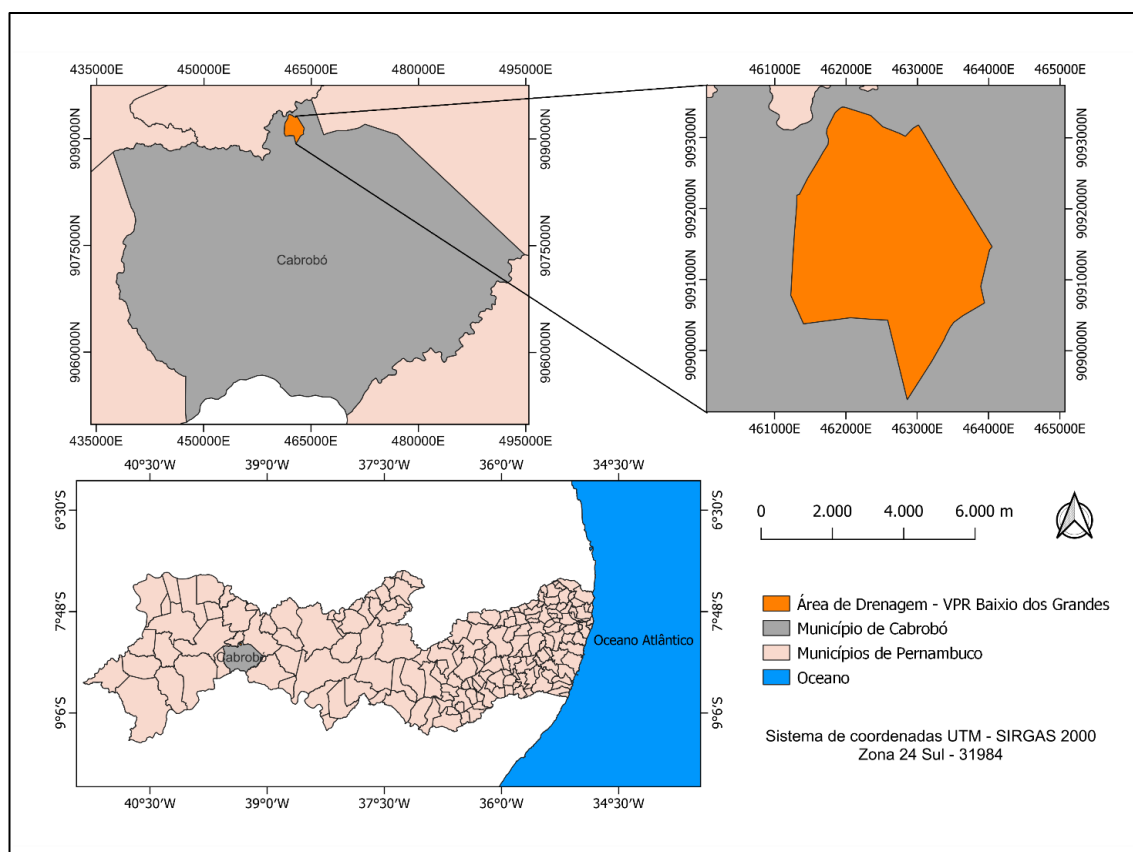 435000E 450000E 465000E 480000E 495000E
9090000N
9075000N
9060000N
Cabrobó
9090000N
9075000N
9060000N
435000E 450000E 465000E 480000E 495000E
461000E 462000E 463000E 464000E 465000E
9093000N
9092000N
9091000N
9090000N
9093000N
9092000N
9091000N
9090000N
461000E 462000E 463000E 464000E 465000E
40°30'W 39°0'W 37°30'W 36°0'W 34°30'W
6°30'S
7°48'S
9°6'S
Cabrobó
Oceano Atlântico
6°30'S
7°48'S
9°6'S
40°30'W 39°0'W 37°30'W 36°0'W 34°30'W
0 2.000 4.000 6.000 m
Área de Drenagem - VPR Baixio dos Grandes
Município de Cabrobó
Municípios de Pernambuco
Oceano
Sistema de coordenadas UTM - SIRGAS 2000
Zona 24 Sul - 31984